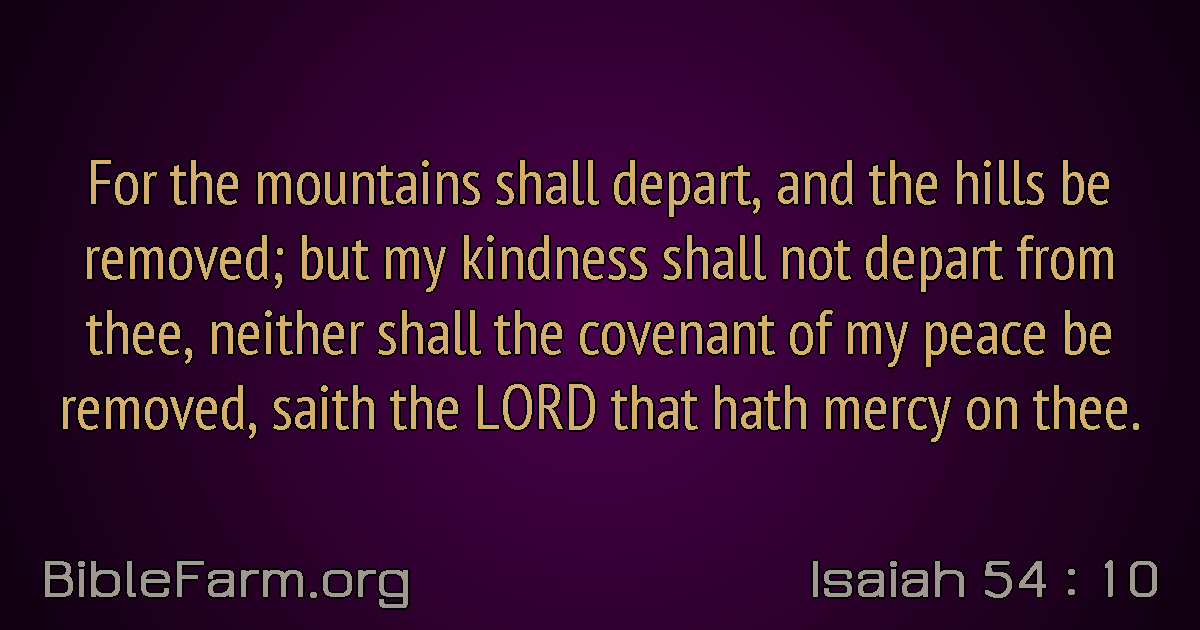 For the mountains shall depart, and the hills be
removed; but my kindness shall not depart from
thee, neither shall the covenant of my peace be
removed, saith the LORD that hath mercy on thee.
BibleFarm.org
Isaiah 54 : 10